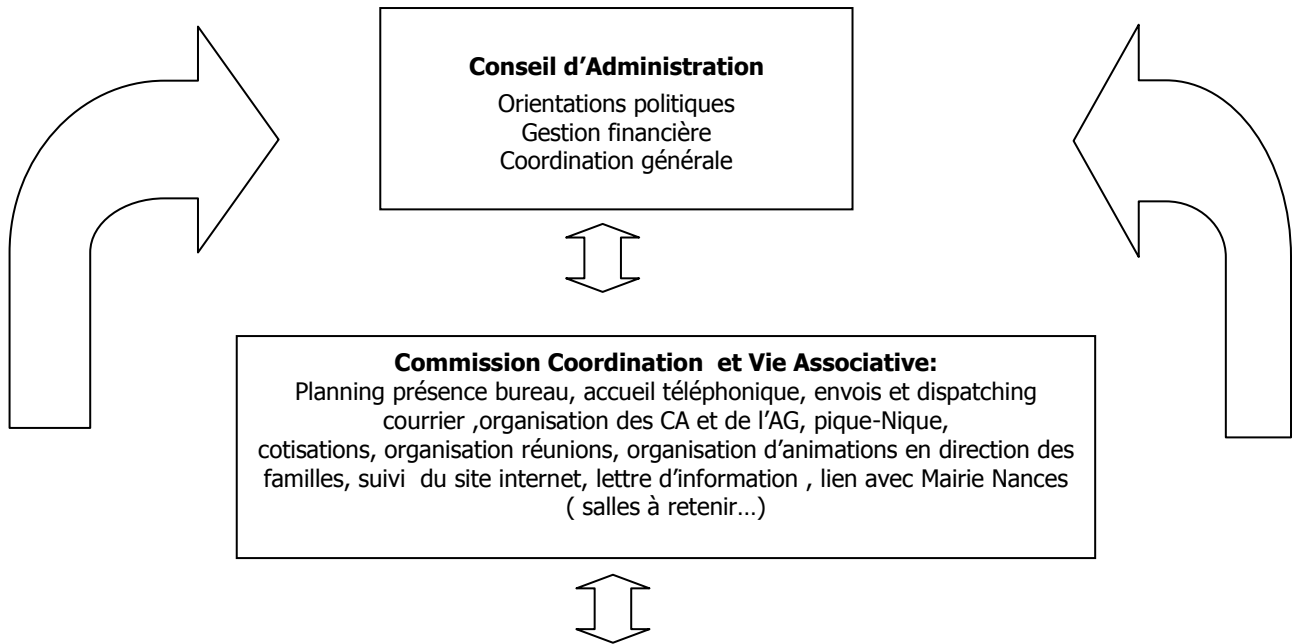 Conseil d’Administration
Orientations politiques
Gestion financière
Coordination générale
Commission Coordination et Vie Associative:
Planning présence bureau, accueil téléphonique, envois et dispatching
courrier ,organisation des CA et de l’AG, pique-Nique,
cotisations, organisation réunions, organisation d’animations en direction des
familles, suivi du site internet, lettre d’information , lien avec Mairie Nances
( salles à retenir…)